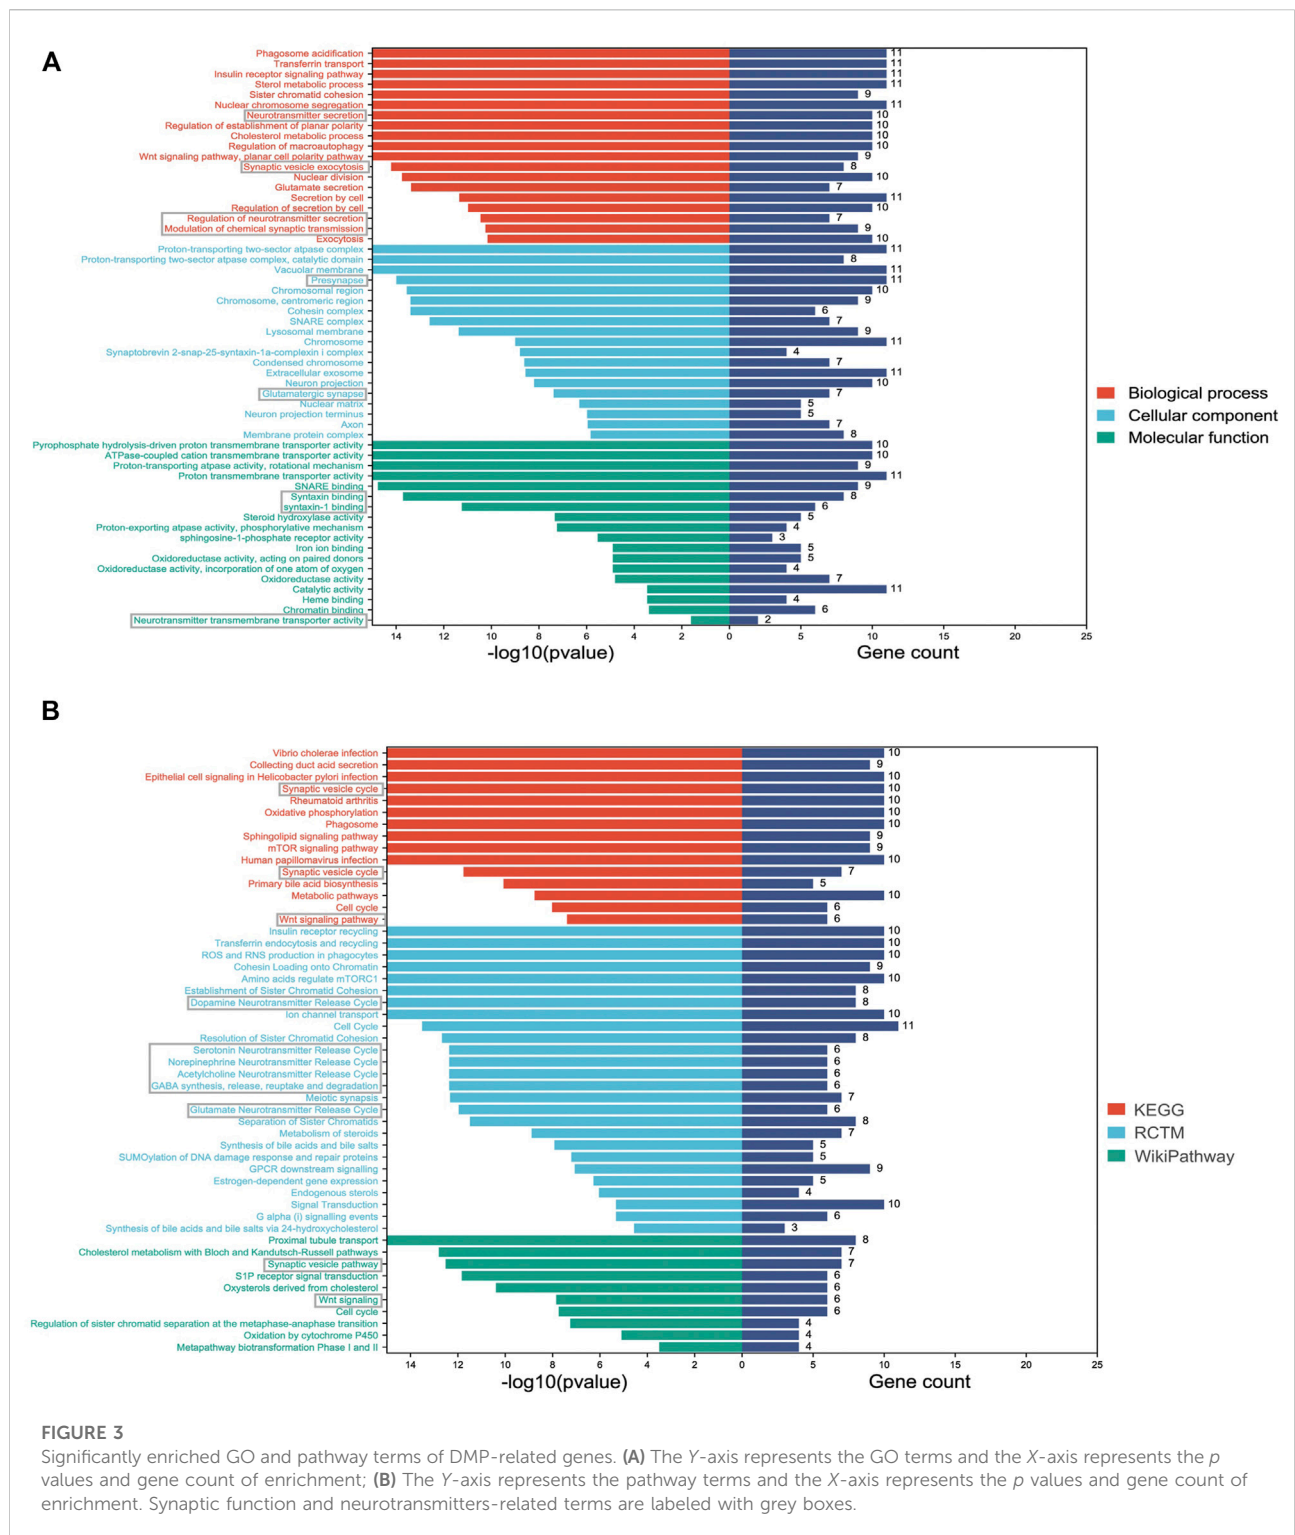 A
Phagosome acidification 11
Transferrin transport 11
Insulin receptor signaling pathway 11
Sterol metabolic process 11
Sister chromatid cohesion 9
Nuclear chromosome segregation 11
Neurotransmitter secretion 10
Regulation of establishment of planar polarity 10
Cholesterol metabolic process 10
Regulation of macroautophagy 10
Wnt signaling pathway, planar cell polarity pathway 9
Synaptic vesicle exocytosis 8
Nuclear division 10
Glutamate secretion 7
Secretion by cell 11
Regulation of secretion by cell 10
Regulation of neurotransmitter secretion 7
Modulation of chemical synaptic transmission 9
Exocytosis 10
Proton-transporting two-sector atpase complex 11
Proton-transporting two-sector atpase complex, catalytic domain 8
Vacuolar membrane 11
Presynapse 11
Chromosomal region 10
Chromosome, centromeric region 9
Cohesin complex 6
SNARE complex 7
Lysosomal membrane 9
Chromosome 11
Synaptobrevin 2-snap-25-syntaxin-1a-complexin i complex 4
Condensed chromosome 7
Extracellular exosome 11
Neuron projection 10
Glutamatergic synapse 7
Nuclear matrix 5
Neuron projection terminus 5
Axon 7
Membrane protein complex 8
Pyrophosphate hydrolysis-driven proton transmembrane transporter activity 10
ATPase-coupled cation transmembrane transporter activity 10
Proton-transporting atpase activity, rotational mechanism 9
Proton transmembrane transporter activity 11
SNARE binding 9
Syntaxin binding 8
syntaxin-1 binding 6
Steroid hydroxylase activity 5
Proton-exporting atpase activity, phosphorylative mechanism 4
sphingosine-1-phosphate receptor activity 3
Iron ion binding 5
Oxidoreductase activity, acting on paired donors 5
Oxidoreductase activity, incorporation of one atom of oxygen 4
Oxidoreductase activity 7
Catalytic activity 11
Heme binding 4
Chromatin binding 6
Neurotransmitter transmembrane transporter activity 2
14 12 10 8 6 4 2 0 5 10 15 20 25
-log10(pvalue) Gene count
Biological process
Cellular component
Molecular function
B
Vibrio cholerae infection 10
Collecting duct acid secretion 9
Epithelial cell signaling in Helicobacter pylori infection 10
Synaptic vesicle cycle 10
Rheumatoid arthritis 10
Oxidative phosphorylation 10
Phagosome 10
Sphingolipid signaling pathway 9
mTOR signaling pathway 9
Human papillomavirus infection 10
Synaptic vesicle cycle 7
Primary bile acid biosynthesis 5
Metabolic pathways 10
Cell cycle 6
Wnt signaling pathway 6
Insulin receptor recycling 10
Transferrin endocytosis and recycling 10
ROS and RNS production in phagocytes 10
Cohesin Loading onto Chromatin 9
Amino acids regulate mTORC1 10
Establishment of Sister Chromatid Cohesion 8
Dopamine Neurotransmitter Release Cycle 8
Ion channel transport 10
Cell Cycle 11
Resolution of Sister Chromatid Cohesion 8
Serotonin Neurotransmitter Release Cycle 6
Norepinephrine Neurotransmitter Release Cycle 6
Acetylcholine Neurotransmitter Release Cycle 6
GABA synthesis, release, reuptake and degradation 6
Meiotic synapsis 7
Glutamate Neurotransmitter Release Cycle 6
Separation of Sister Chromatids 8
Metabolism of steroids 7
Synthesis of bile acids and bile salts 5
SUMOylation of DNA damage response and repair proteins 5
GPCR downstream signalling 9
Estrogen-dependent gene expression 5
Endogenous sterols 4
Signal Transduction 10
G alpha (i) signalling events 6
Synthesis of bile acids and bile salts via 24-hydroxycholesterol 3
Proximal tubule transport 8
Cholesterol metabolism with Bloch and Kandutsch-Russell pathways 7
Synaptic vesicle pathway 7
S1P receptor signal transduction 6
Oxysterols derived from cholesterol 6
Wnt signaling 6
Cell cycle 6
Regulation of sister chromatid separation at the metaphase-anaphase transition 4
Oxidation by cytochrome P450 4
Metapathway biotransformation Phase I and II 4
14 12 10 8 6 4 2 0 5 10 15 20 25
-log10(pvalue) Gene count
KEGG
RCTM
WikiPathway
FIGURE 3
Significantly enriched GO and pathway terms of DMP-related genes. (A) The Y-axis represents the GO terms and the X-axis represents the p
values and gene count of enrichment; (B) The Y-axis represents the pathway terms and the X-axis represents the p values and gene count of
enrichment. Synaptic function and neurotransmitters-related terms are labeled with grey boxes.